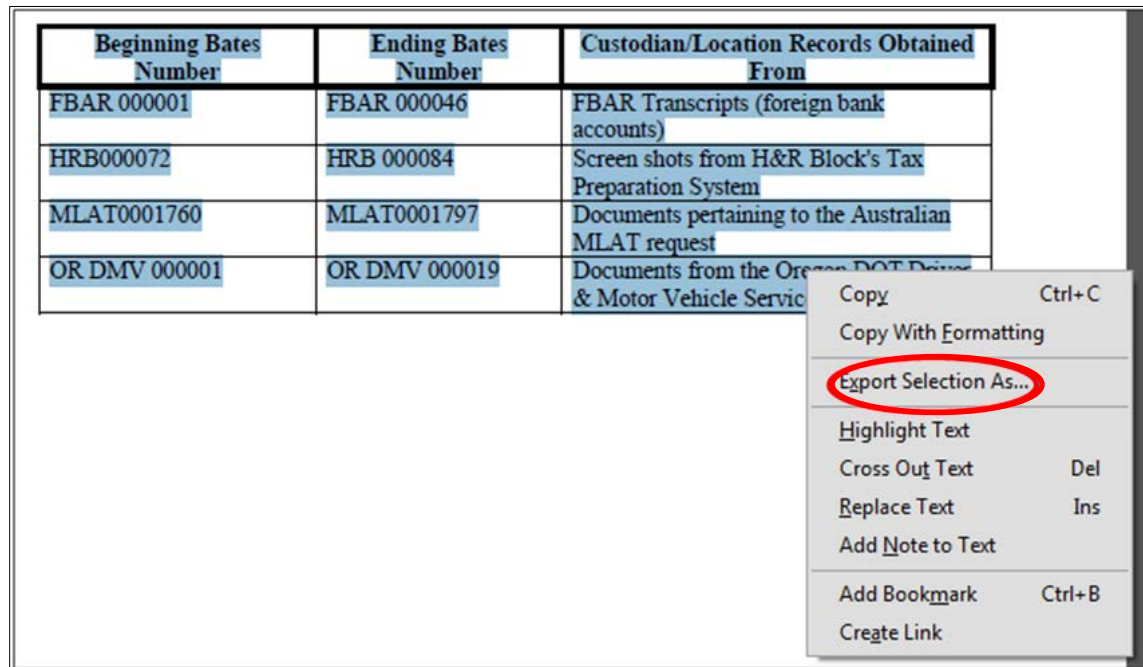 Beginning Bates Number
Ending Bates Number
Custodian/Location Records Obtained From
FBAR 000001
FBAR 000046
FBAR Transcripts (foreign bank
accounts)
HRB000072
HRB 000084
Screen shots from H&R Block's Tax
Preparation System
MLAT0001760
MLAT0001797
Documents pertaining to the Australian
MLAT request
OR DMV 000001
OR DMV 000019
Documents from the Oregon DOT Driver
& Motor Vehicle Servic
Copy Ctrl+C
Copy With Formatting
Export Selection As...
Highlight Text
Cross Out Text Del
Replace Text Ins
Add Note to Text
Add Bookmark Ctrl+B
Create Link